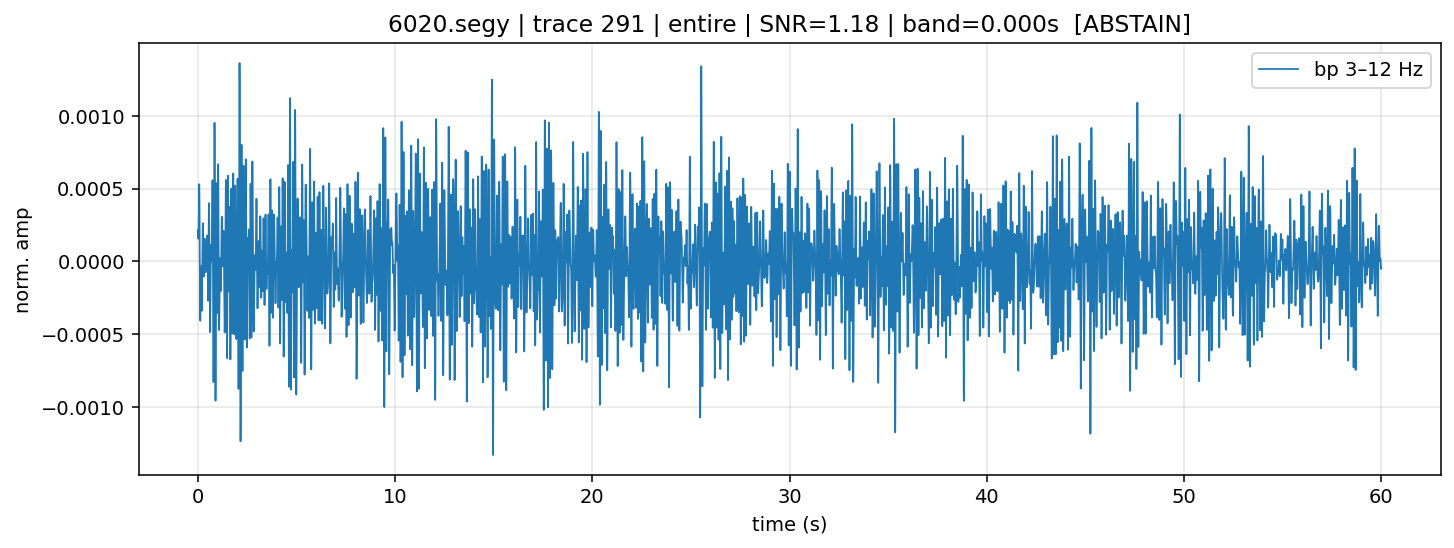 6020.segy | trace 291 | entire | SNR=1.18 | band=0.000s  [ABSTAIN]
bp 3–12 Hz
norm. amp
0.0010
0.0005
0.0000
−0.0005
−0.0010
0 10 20 30 40 50 60
time (s)